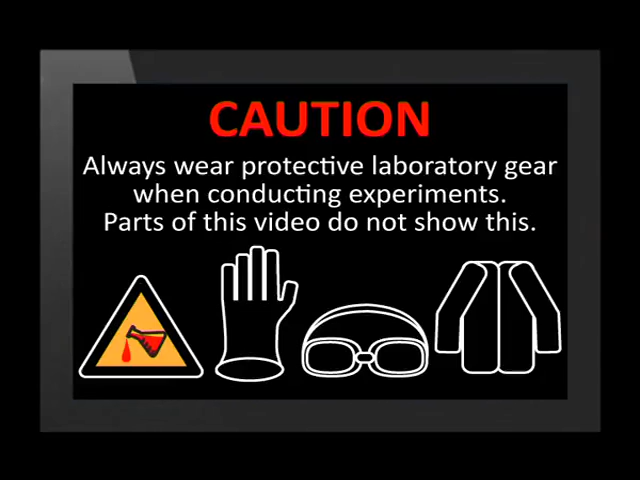 CAUTION
Always wear protective laboratory gear
when conducting experiments.
Parts of this video do not show this.